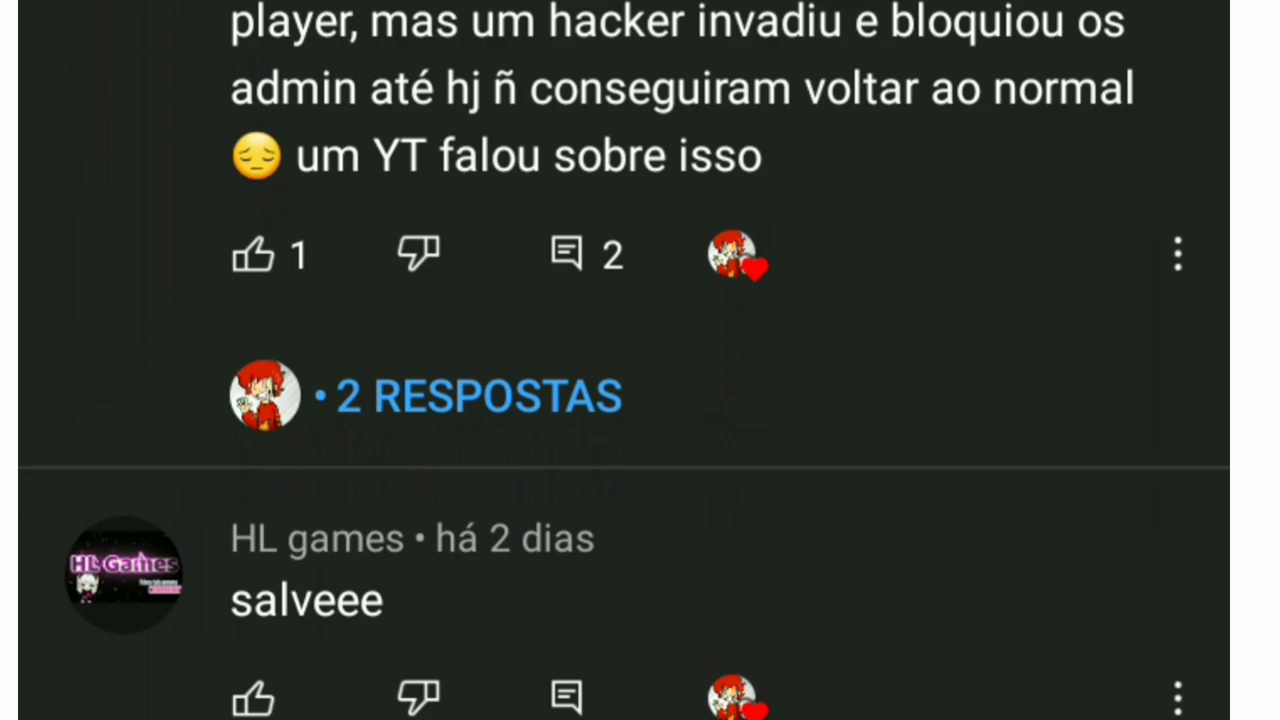 player, mas um hacker invadiu e bloquiou os
admin até hj ñ conseguiram voltar ao normal
😔 um YT falou sobre isso
1
2
• 2 RESPOSTAS
HL games • há 2 dias
HL Games
salveee